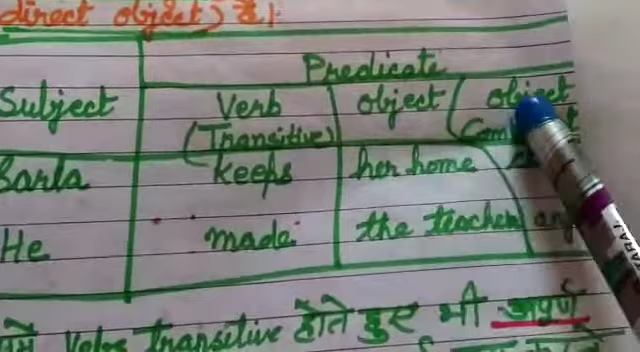 direct object) है।
Predicate
Subject Verb object object
(Transitive)
Sarla keeps her home
He made the teacher
Verbs transitive होते हुए भी अपूर्ण